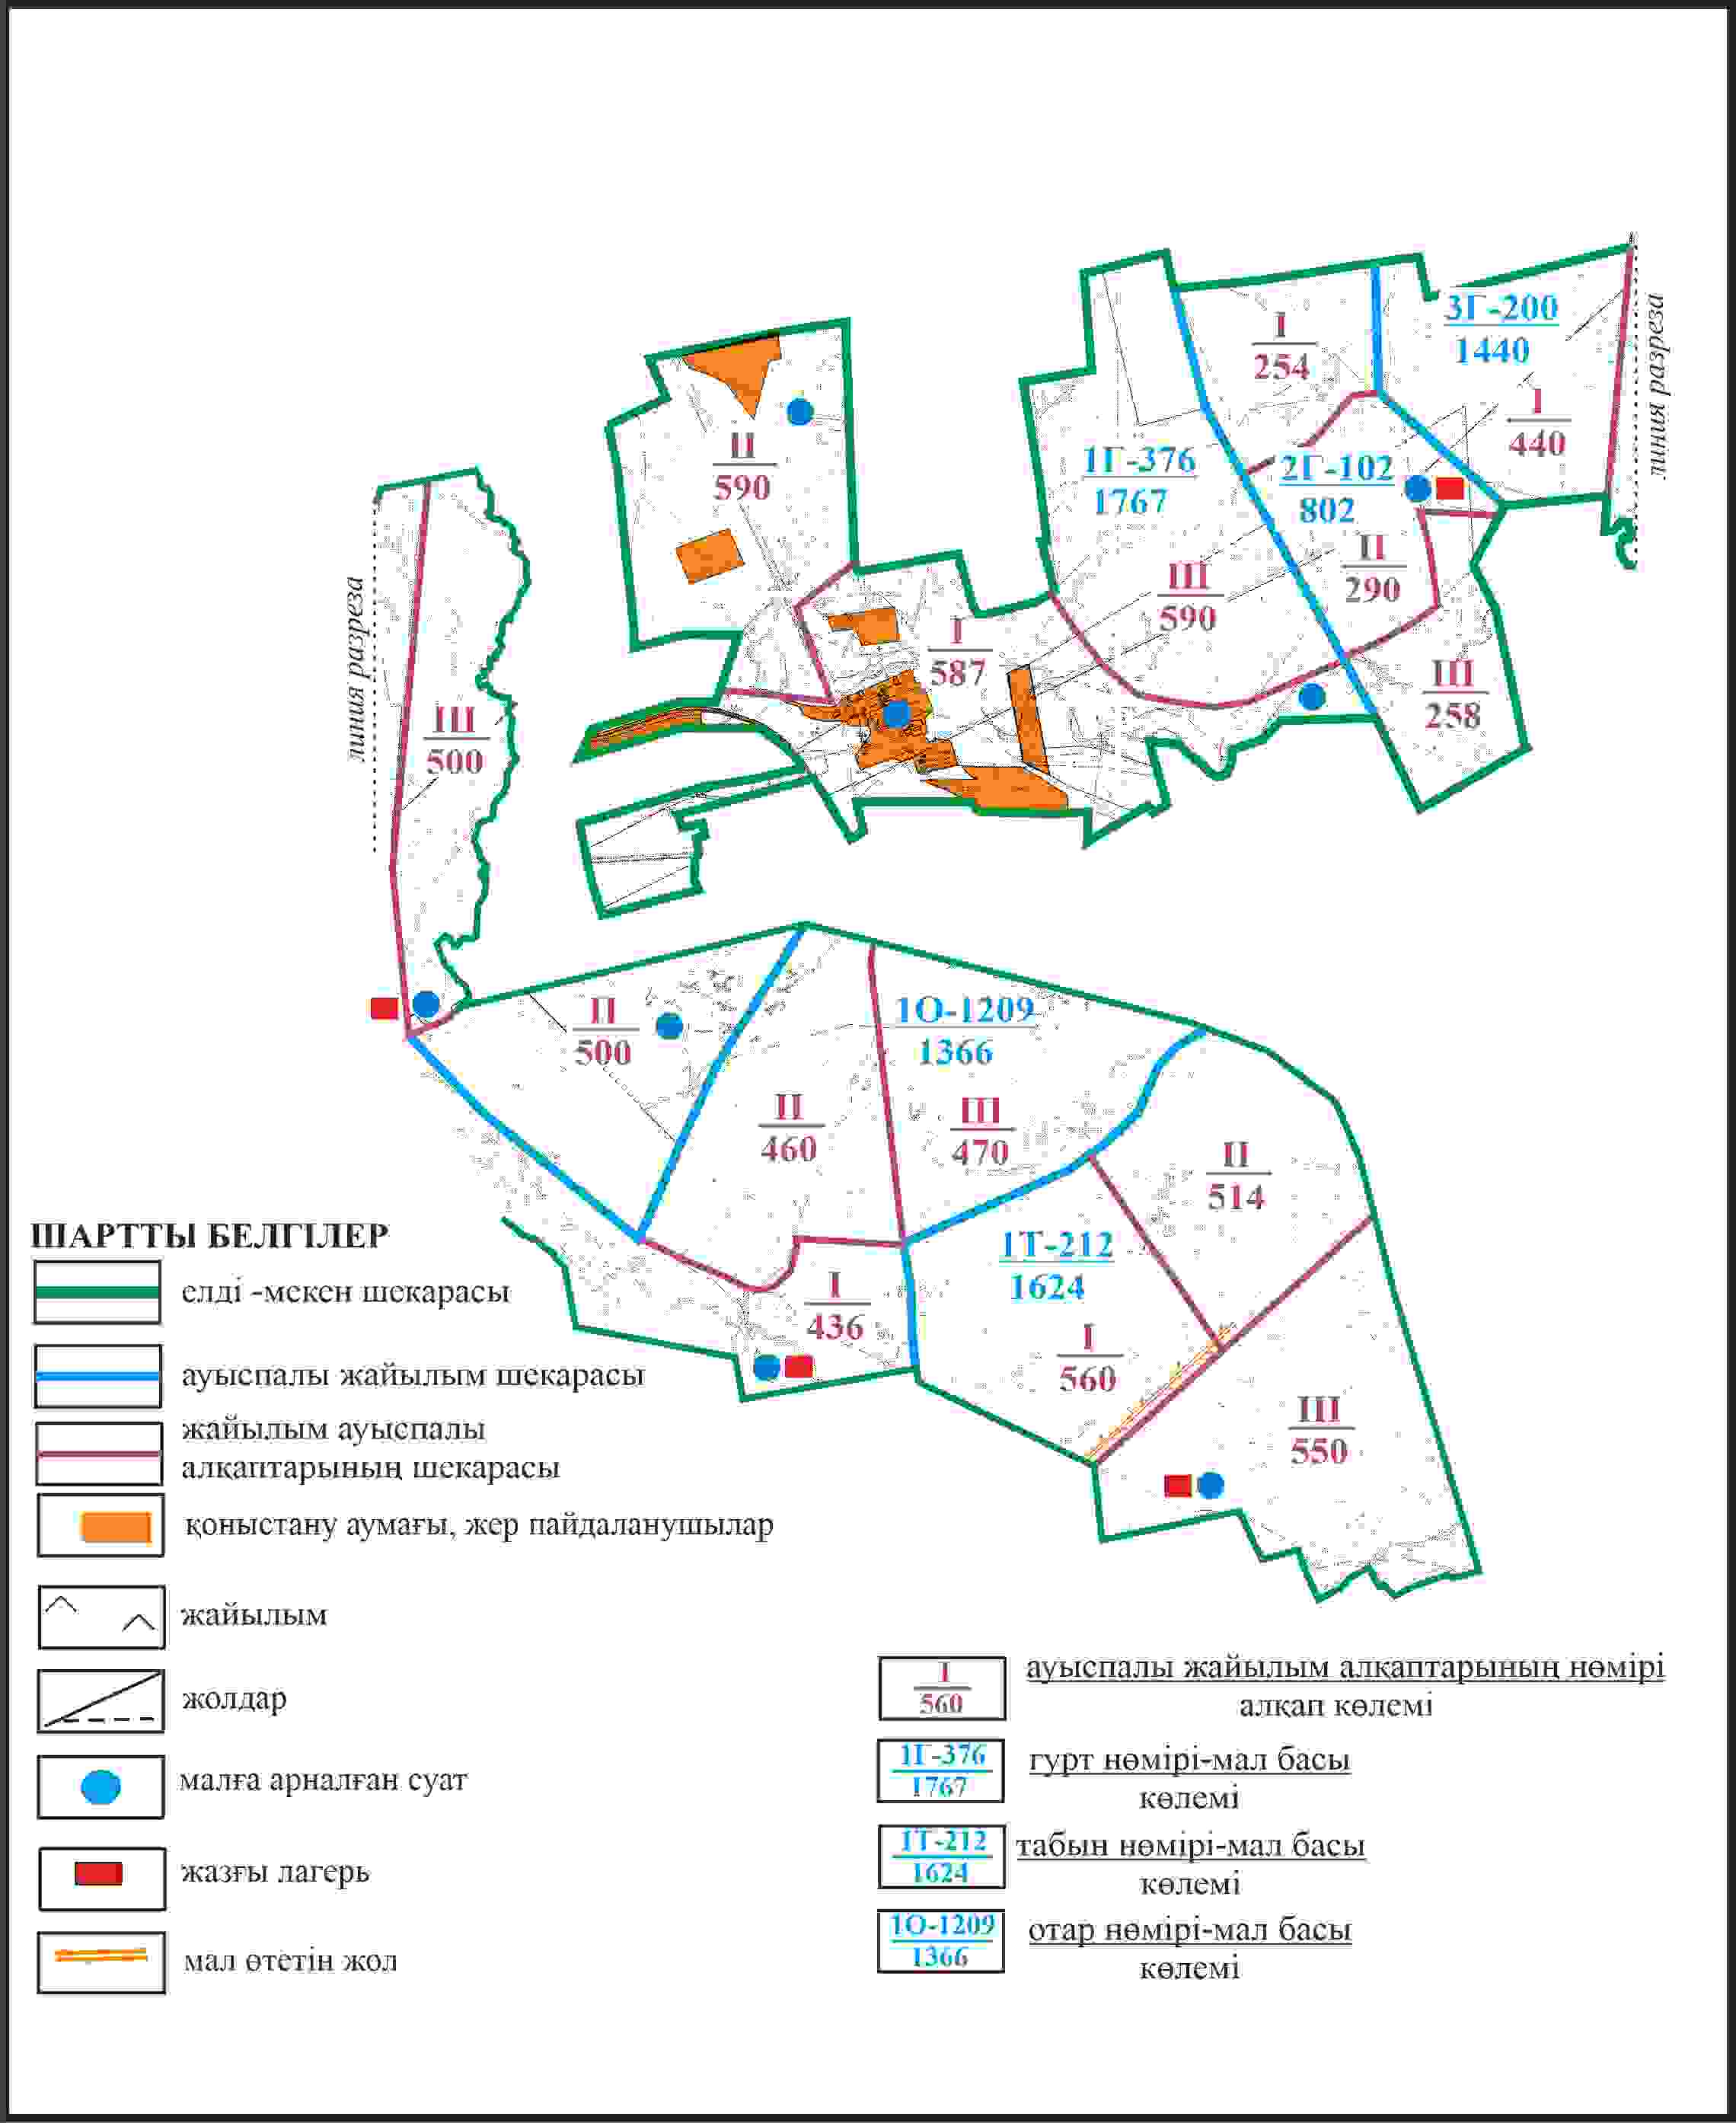 3Г-200
1440
I
254
I
440
линия разреза
II
590
1Г-376
1767
2Г-102
802
II
290
III
590
I
587
III
258
линия разреза
III
500
II
500
1О-1209
1366
II
460
III
470
II
514
1Т-212
1624
I
436
I
560
III
550
ШАРТТЫ БЕЛГІЛЕР
елді -мекен шекарасы
ауыспалы жайылым шекарасы
жайылым ауыспалы
алқаптарының шекарасы
қоныстану аумағы, жер пайдаланушылар
жайылым
жолдар
малға арналған суат
жазғы лагерь
мал өтетін жол
I
560
ауыспалы жайылым алқаптарының нөмірі
алқап көлемі
1Г-376
1767
гурт нөмірі-мал басы
көлемі
1Т-212
1624
табын нөмірі-мал басы
көлемі
1О-1209
1366
отар нөмірі-мал басы
көлемі